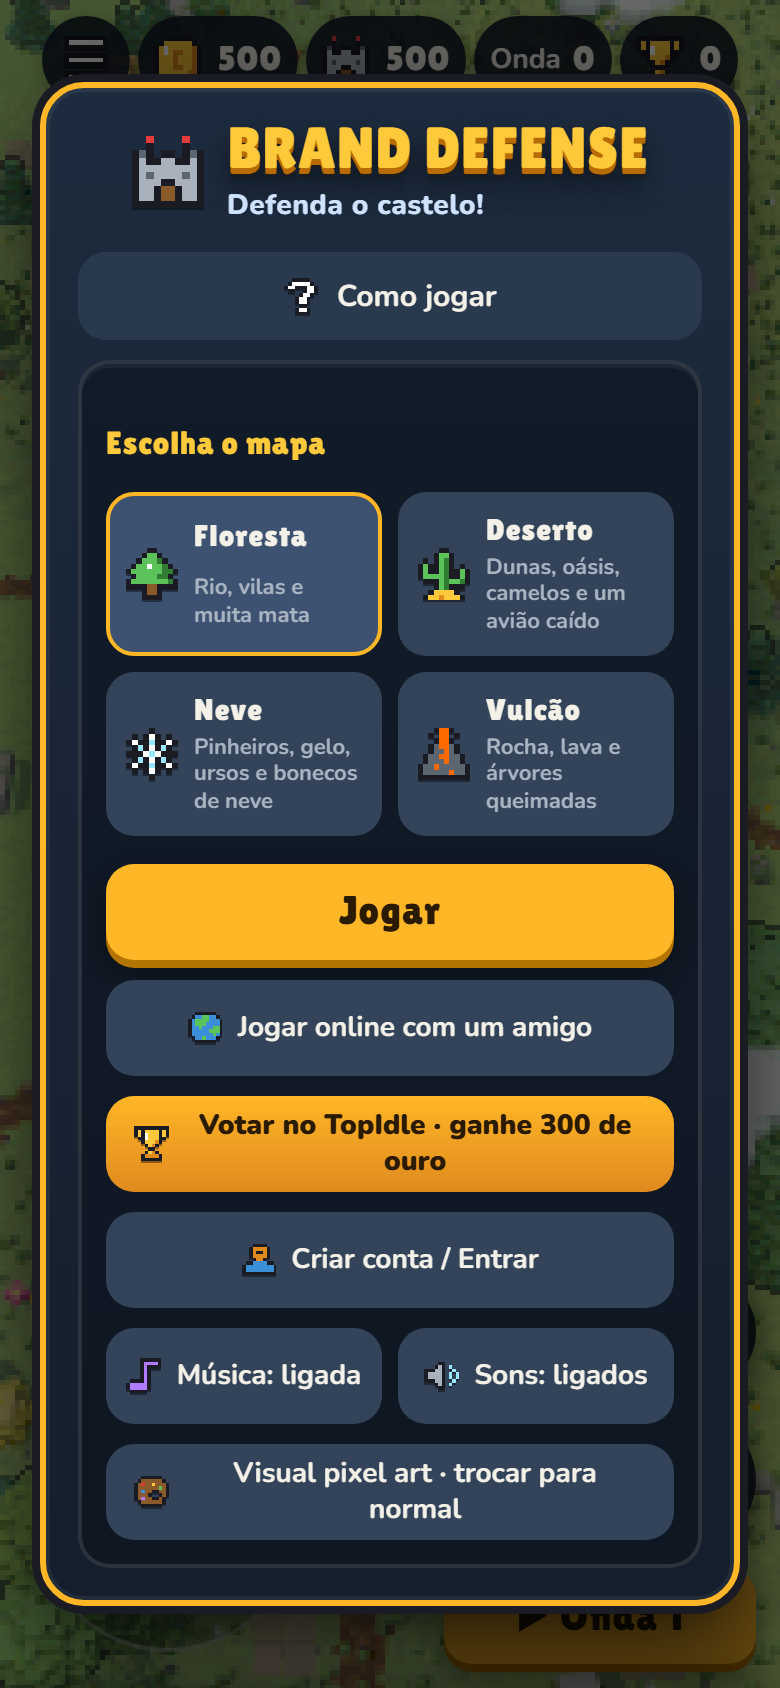 500
500
Onda 0
0
BRAND DEFENSE
Defenda o castelo!
? Como jogar
Escolha o mapa
Floresta
Rio, vilas e
muita mata
Deserto
Dunas, oásis,
camelos e um
avião caído
Neve
Pinheiros, gelo,
ursos e bonecos
de neve
Vulcão
Rocha, lava e
árvores
queimadas
Jogar
Jogar online com um amigo
Votar no TopIdle · ganhe 300 de
ouro
Criar conta / Entrar
Música: ligada
Sons: ligados
Visual pixel art · trocar para
normal
▶ Onda 1